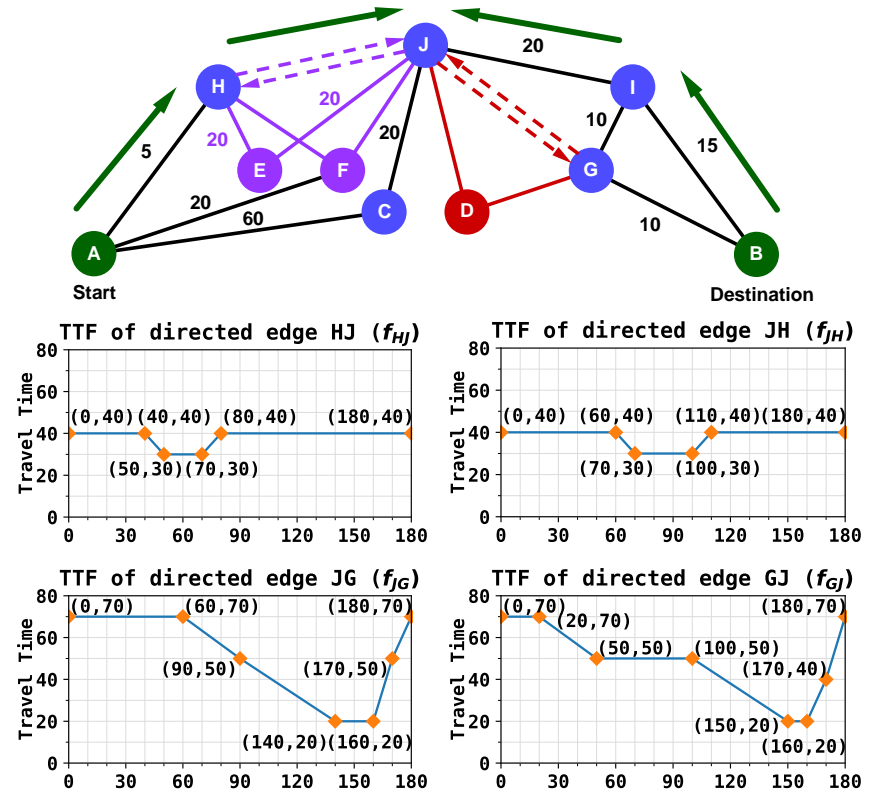 J
20
H
I
20
10
5
20
20
15
E
F
G
20
C
D
60
10
A
B
Start
Destination
TTF of directed edge HJ (f_HJ)
80
60
40
20
0
Travel Time
(0,40)
(40,40)
(80,40)
(180,40)
(50,30)
(70,30)
0 30 60 90 120 150 180
TTF of directed edge JH (f_JH)
80
60
40
20
0
Travel Time
(0,40)
(60,40)
(110,40)
(180,40)
(70,30)
(100,30)
0 30 60 90 120 150 180
TTF of directed edge JG (f_JG)
80
60
40
20
0
Travel Time
(0,70)
(60,70)
(180,70)
(90,50)
(170,50)
(140,20)
(160,20)
0 30 60 90 120 150 180
TTF of directed edge GJ (f_GJ)
80
60
40
20
0
Travel Time
(0,70)
(20,70)
(180,70)
(50,50)
(100,50)
(170,40)
(150,20)
(160,20)
0 30 60 90 120 150 180